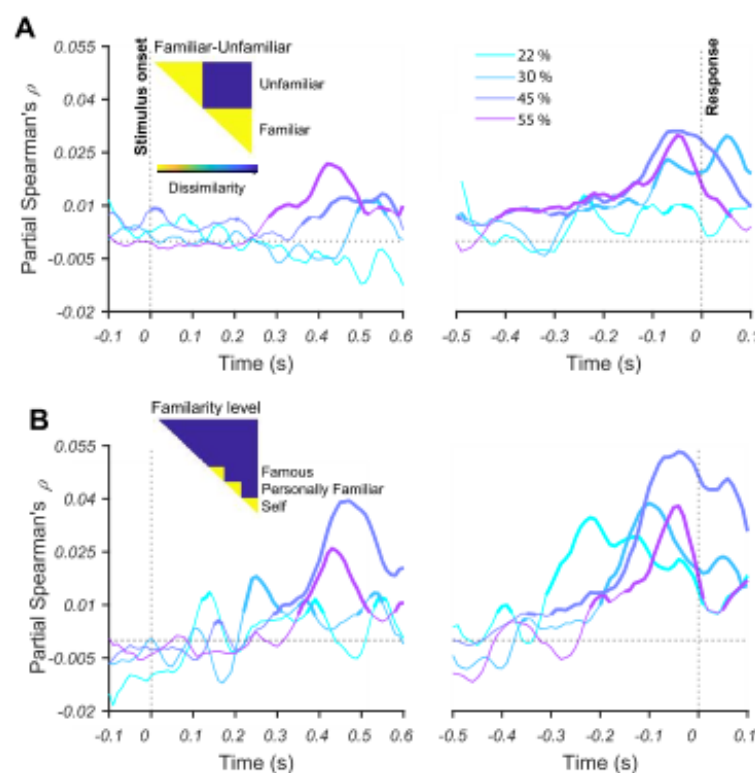 A
Familiar-Unfamiliar
Unfamiliar
Familiar
Dissimilarity
Stimulus onset
Partial Spearman's ρ
0.055
0.04
0.025
0.01
-0.005
-0.02
-0.1 0 0.1 0.2 0.3 0.4 0.5 0.6
Time (s)
22 %
30 %
45 %
55 %
Response
-0.5 -0.4 -0.3 -0.2 -0.1 0 0.1
Time (s)
B
Familarity level
Famous
Personally Familiar
Self
Partial Spearman's ρ
0.055
0.04
0.025
0.01
-0.005
-0.02
-0.1 0 0.1 0.2 0.3 0.4 0.5 0.6
Time (s)
-0.5 -0.4 -0.3 -0.2 -0.1 0 0.1
Time (s)